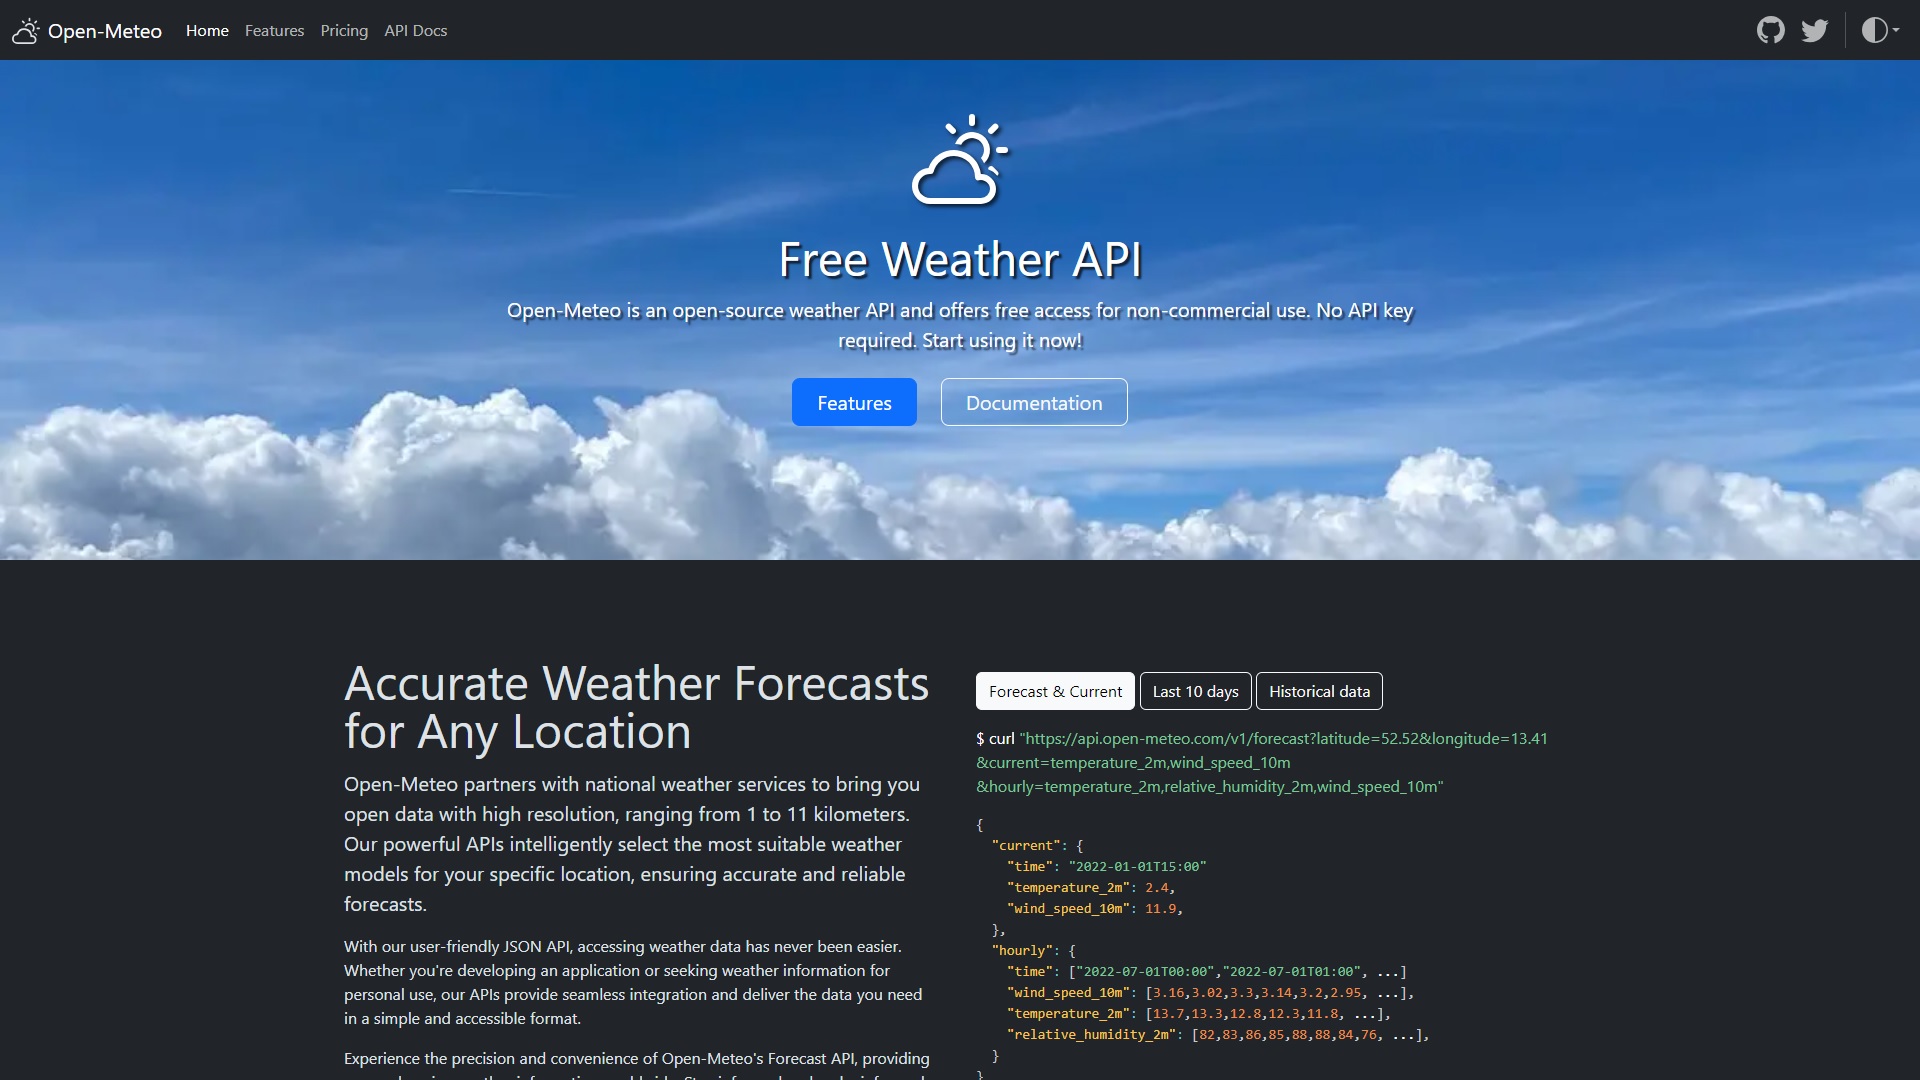 Open-Meteo Home Features Pricing API Docs
Free Weather API
Open-Meteo is an open-source weather API and offers free access for non-commercial use. No API key
required. Start using it now!
Features Documentation
Accurate Weather Forecasts
for Any Location
Open-Meteo partners with national weather services to bring you
open data with high resolution, ranging from 1 to 11 kilometers.
Our powerful APIs intelligently select the most suitable weather
models for your specific location, ensuring accurate and reliable
forecasts.
With our user-friendly JSON API, accessing weather data has never been easier.
Whether you're developing an application or seeking weather information for
personal use, our APIs provide seamless integration and deliver the data you need
in a simple and accessible format.
Experience the precision and convenience of Open-Meteo's Forecast API, providing
Forecast & Current Last 10 days Historical data
$ curl "https://api.open-meteo.com/v1/forecast?latitude=52.52&longitude=13.41
&current=temperature_2m,wind_speed_10m
&hourly=temperature_2m,relative_humidity_2m,wind_speed_10m"
{
"current": {
"time": "2022-01-01T15:00"
"temperature_2m": 2.4,
"wind_speed_10m": 11.9,
},
"hourly": {
"time": ["2022-07-01T00:00","2022-07-01T01:00", ...]
"wind_speed_10m": [3.16,3.02,3.3,3.14,3.2,2.95, ...],
"temperature_2m": [13.7,13.3,12.8,12.3,11.8, ...],
"relative_humidity_2m": [82,83,86,85,88,88,84,76, ...],
}
}